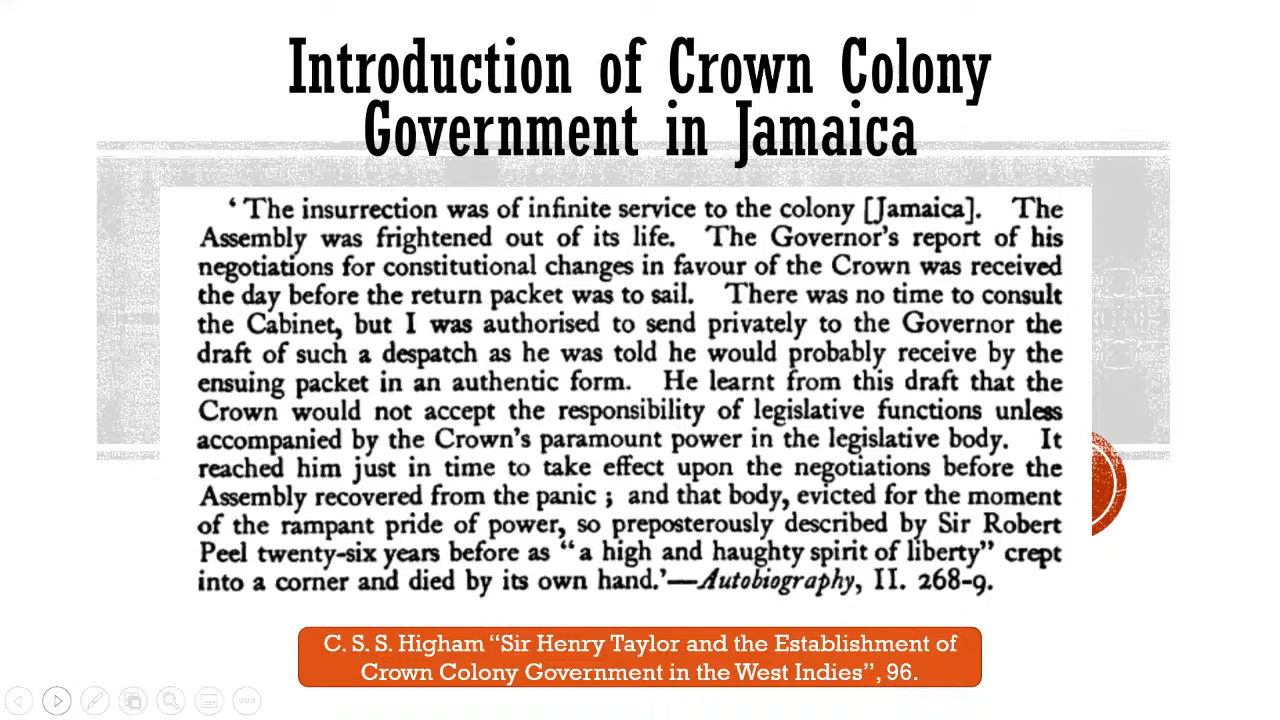 Introduction of Crown Colony
Government in Jamaica
‘ The insurrection was of infinite service to the colony [Jamaica]. The
Assembly was frightened out of its life. The Governor's report of his
negotiations for constitutional changes in favour of the Crown was received
the day before the return packet was to sail. There was no time to consult
the Cabinet, but I was authorised to send privately to the Governor the
draft of such a despatch as he was told he would probably receive by the
ensuing packet in an authentic form. He learnt from this draft that the
Crown would not accept the responsibility of legislative functions unless
accompanied by the Crown's paramount power in the legislative body. It
reached him just in time to take effect upon the negotiations before the
Assembly recovered from the panic ; and that body, evicted for the moment
of the rampant pride of power, so preposterously described by Sir Robert
Peel twenty-six years before as “a high and haughty spirit of liberty” crept
into a corner and died by its own hand.’—Autobiography, II. 268-9.
C. S. S. Higham “Sir Henry Taylor and the Establishment of
Crown Colony Government in the West Indies”, 96.